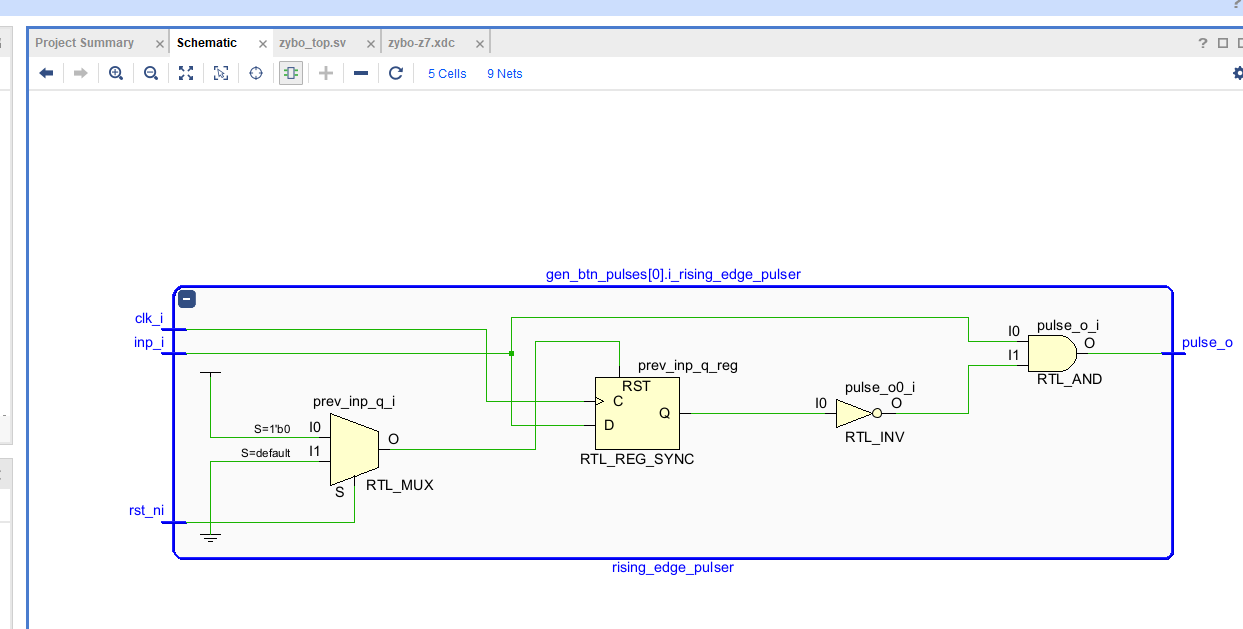 ?
Project Summary × Schematic × zybo_top.sv × zybo-z7.xdc × ?
5 Cells 9 Nets
gen_btn_pulses[0].i_rising_edge_pulser
clk_i
inp_i
I0 pulse_o_i
O
I1
RTL_AND
pulse_o
prev_inp_q_reg
RST
C
Q
D
RTL_REG_SYNC
pulse_o0_i
I0 O
RTL_INV
prev_inp_q_i
S=1'b0 I0
O
S=default I1
S RTL_MUX
rst_ni
rising_edge_pulser